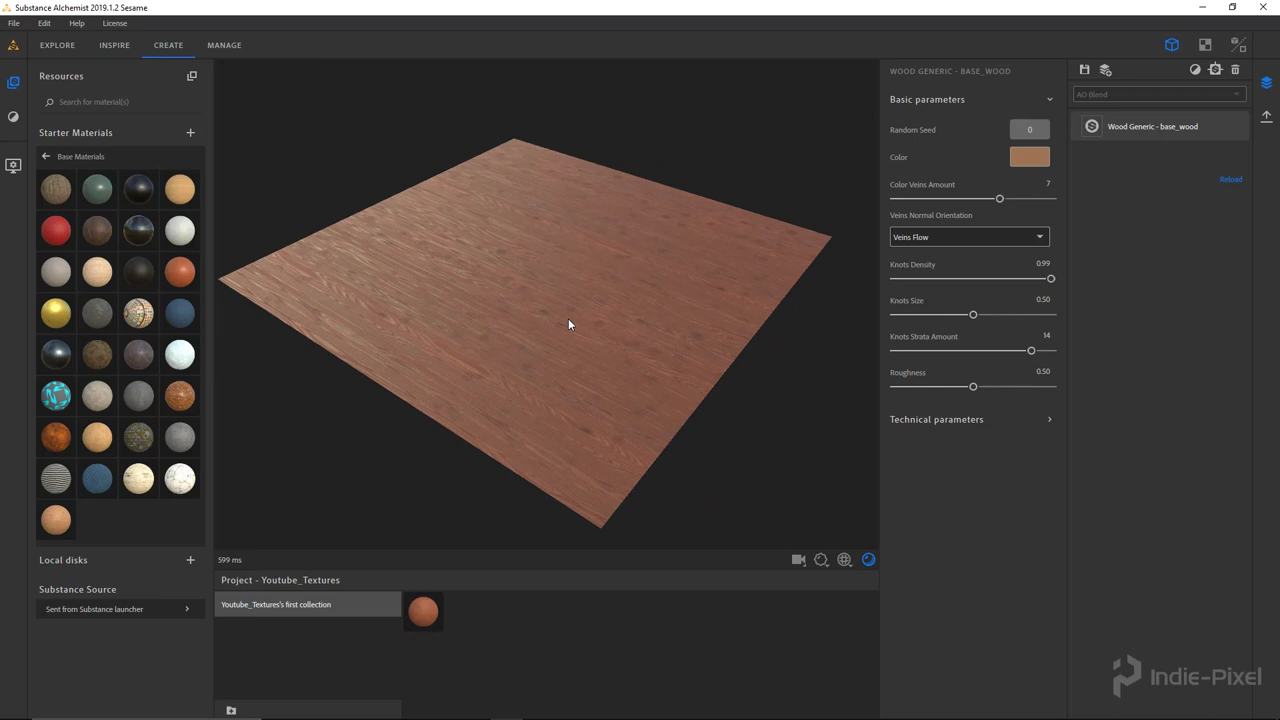 Substance Alchemist 2019.1.2 Sesame
File Edit Help License
EXPLORE INSPIRE CREATE MANAGE
Resources
Search for material(s)
Starter Materials
Base Materials
Local disks
Substance Source
Sent from Substance launcher
599 ms
Project - Youtube_Textures
Youtube_Textures's first collection
WOOD GENERIC - BASE_WOOD
Basic parameters
Random Seed 0
Color
Color Veins Amount 7
Veins Normal Orientation
Veins Flow
Knots Density 0.99
Knots Size 0.50
Knots Strata Amount 14
Roughness 0.50
Technical parameters
AO Blend
Wood Generic - base_wood
Reload
Indie-Pixel